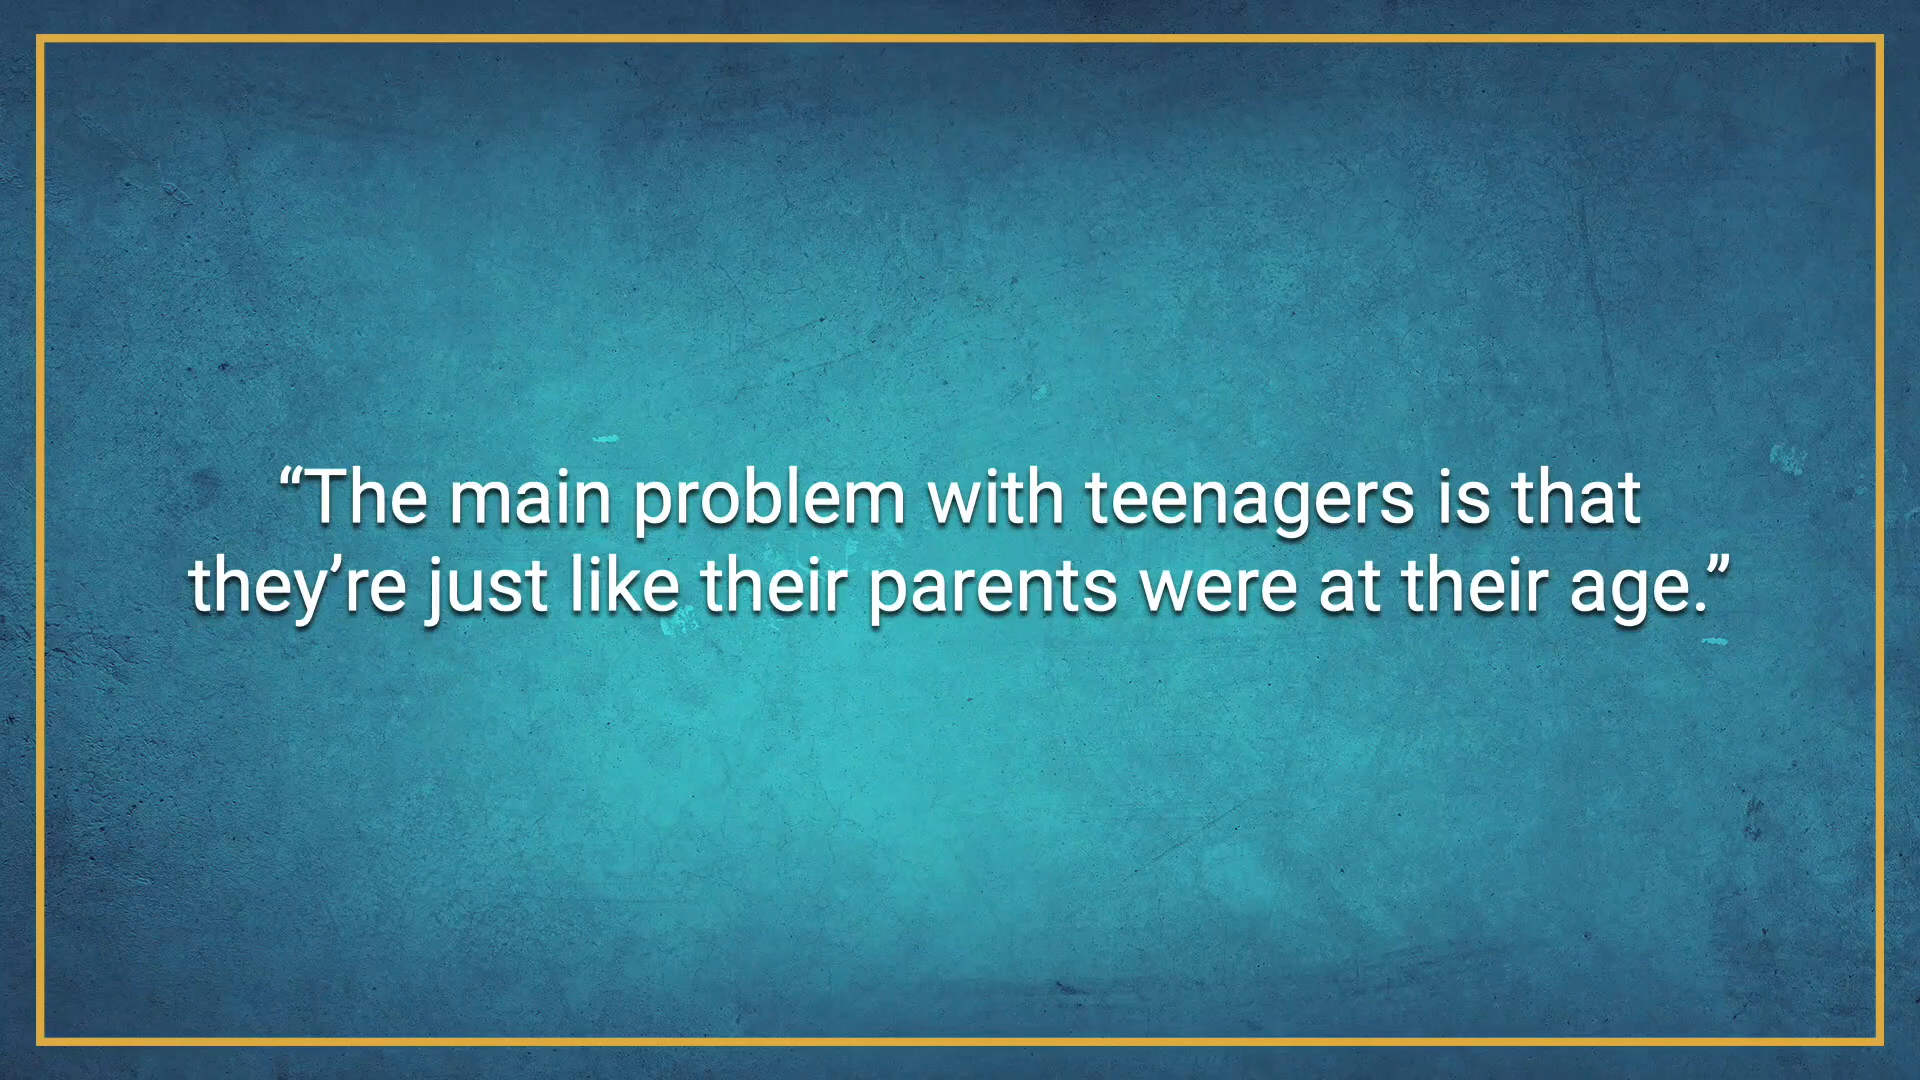 “The main problem with teenagers is that
they’re just like their parents were at their age.”